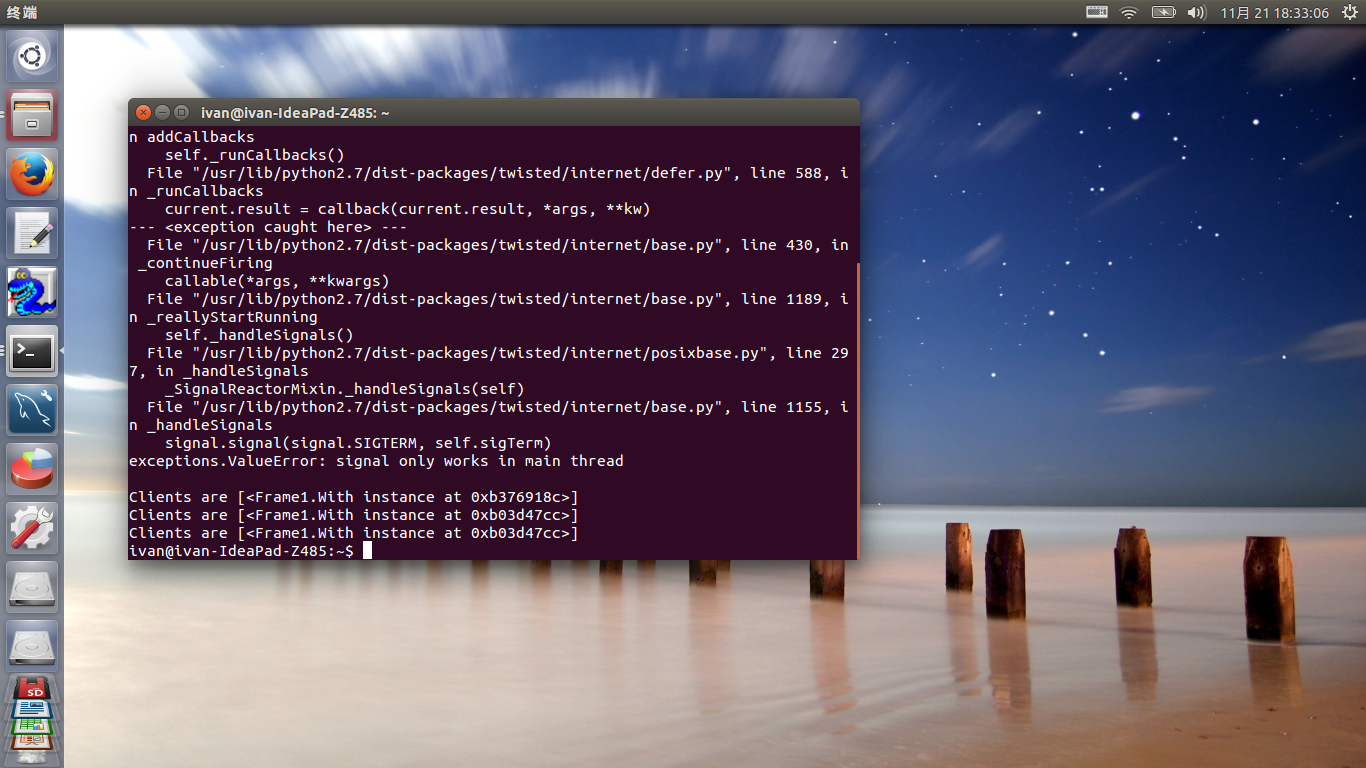 终端
11月 21 18:33:06
ivan@ivan-IdeaPad-Z485: ~
n addCallbacks
    self._runCallbacks()
  File "/usr/lib/python2.7/dist-packages/twisted/internet/defer.py", line 588, i
n _runCallbacks
    current.result = callback(current.result, *args, **kw)
--- <exception caught here> ---
  File "/usr/lib/python2.7/dist-packages/twisted/internet/base.py", line 430, in
 _continueFiring
    callable(*args, **kwargs)
  File "/usr/lib/python2.7/dist-packages/twisted/internet/base.py", line 1189, i
n _reallyStartRunning
    self._handleSignals()
  File "/usr/lib/python2.7/dist-packages/twisted/internet/posixbase.py", line 29
7, in _handleSignals
    _SignalReactorMixin._handleSignals(self)
  File "/usr/lib/python2.7/dist-packages/twisted/internet/base.py", line 1155, i
n _handleSignals
    signal.signal(signal.SIGTERM, self.sigTerm)
exceptions.ValueError: signal only works in main thread

Clients are [<Frame1.With instance at 0xb376918c>]
Clients are [<Frame1.With instance at 0xb03d47cc>]
Clients are [<Frame1.With instance at 0xb03d47cc>]
ivan@ivan-IdeaPad-Z485:~$
SD